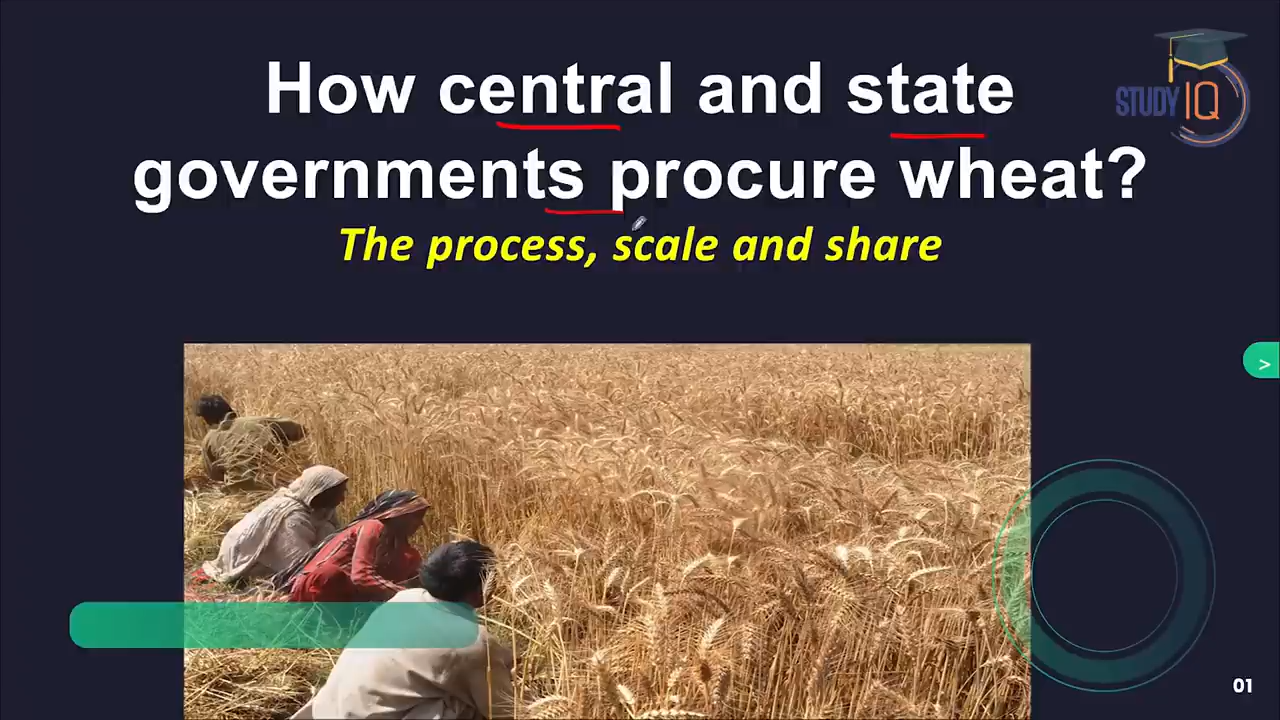 How central and state
governments procure wheat?
The process, scale and share
STUDY IQ
>
01